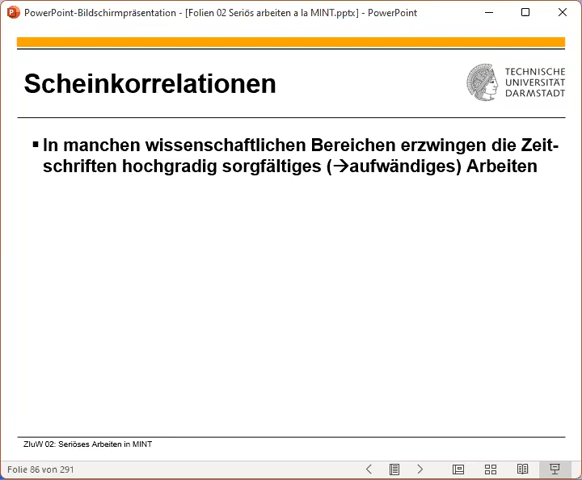 PowerPoint-Bildschirmpräsentation - [Folien 02 Seriös arbeiten a la MINT.pptx] - PowerPoint
Scheinkorrelationen
TECHNISCHE
UNIVERSITÄT
DARMSTADT
▪ In manchen wissenschaftlichen Bereichen erzwingen die Zeit-
schriften hochgradig sorgfältiges (→aufwändiges) Arbeiten
ZIuW 02: Seriöses Arbeiten in MINT
Folie 86 von 291